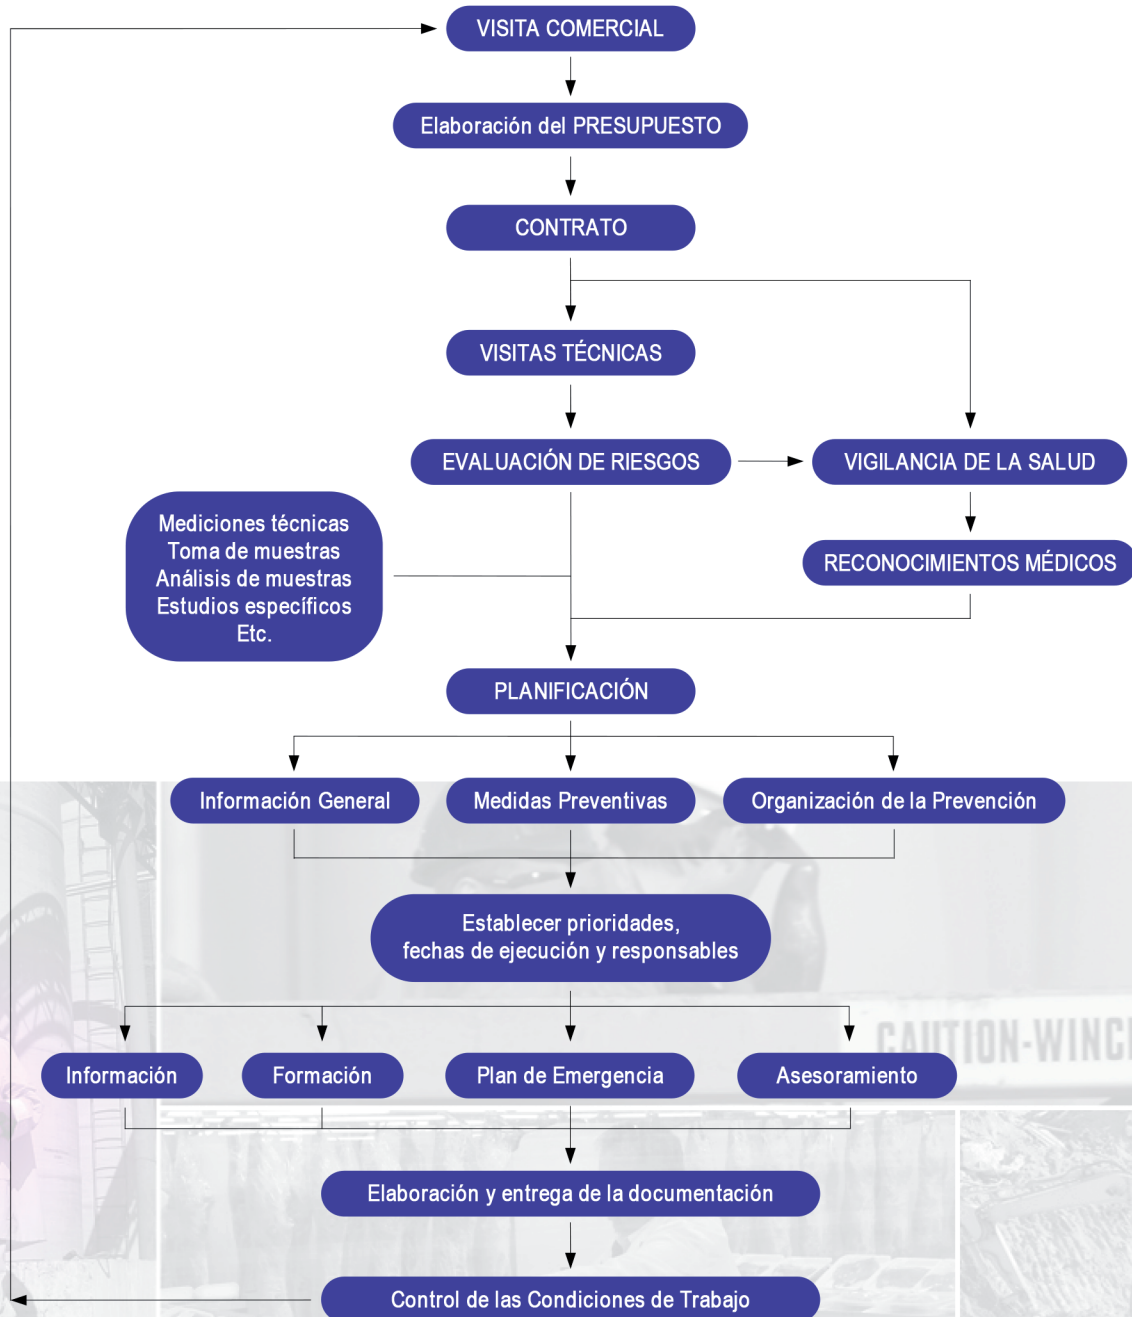 VISITA COMERCIAL
Elaboración del PRESUPUESTO
CONTRATO
VISITAS TÉCNICAS
EVALUACIÓN DE RIESGOS
VIGILANCIA DE LA SALUD
Mediciones técnicas
Toma de muestras
Análisis de muestras
Estudios específicos
Etc.
RECONOCIMIENTOS MÉDICOS
PLANIFICACIÓN
Información General
Medidas Preventivas
Organización de la Prevención
Establecer prioridades,
fechas de ejecución y responsables
CAUTION-WINC
Información
Formación
Plan de Emergencia
Asesoramiento
Elaboración y entrega de la documentación
Control de las Condiciones de Trabajo